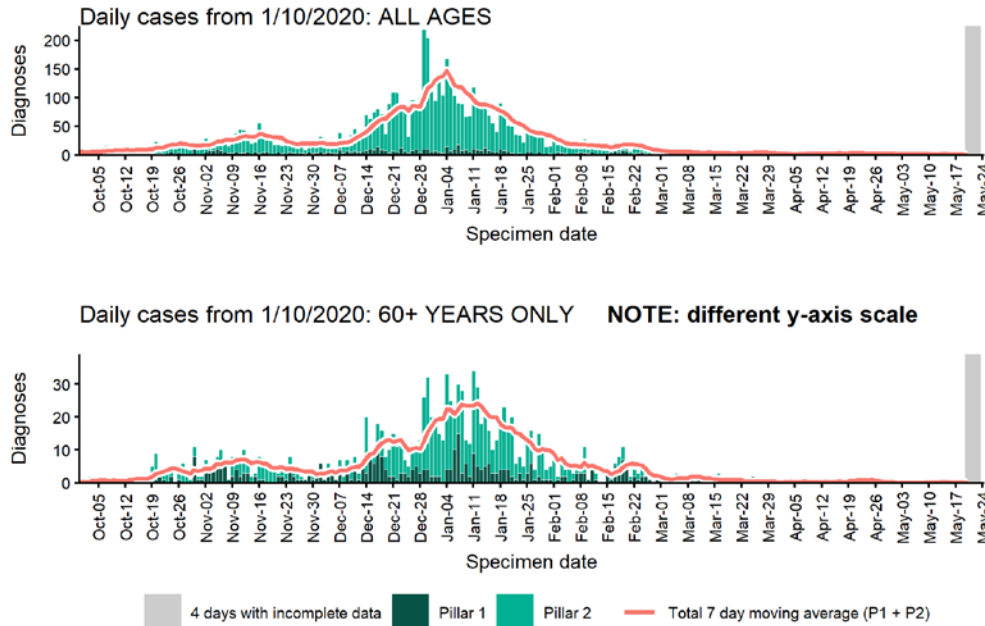 Daily cases from 1/10/2020: ALL AGES
Diagnoses
200
150
100
50
0
Oct-05 Oct-12 Oct-19 Oct-26 Nov-02 Nov-09 Nov-16 Nov-23 Nov-30 Dec-07 Dec-14 Dec-21 Dec-28 Jan-04 Jan-11 Jan-18 Jan-25 Feb-01 Feb-08 Feb-15 Feb-22 Mar-01 Mar-08 Mar-15 Mar-22 Mar-29 Apr-05 Apr-12 Apr-19 Apr-26 May-03 May-10 May-17 May-24
Specimen date
Daily cases from 1/10/2020: 60+ YEARS ONLY NOTE: different y-axis scale
Diagnoses
30
20
10
0
Oct-05 Oct-12 Oct-19 Oct-26 Nov-02 Nov-09 Nov-16 Nov-23 Nov-30 Dec-07 Dec-14 Dec-21 Dec-28 Jan-04 Jan-11 Jan-18 Jan-25 Feb-01 Feb-08 Feb-15 Feb-22 Mar-01 Mar-08 Mar-15 Mar-22 Mar-29 Apr-05 Apr-12 Apr-19 Apr-26 May-03 May-10 May-17 May-24
Specimen date
4 days with incomplete data Pillar 1 Pillar 2 Total 7 day moving average (P1 + P2)